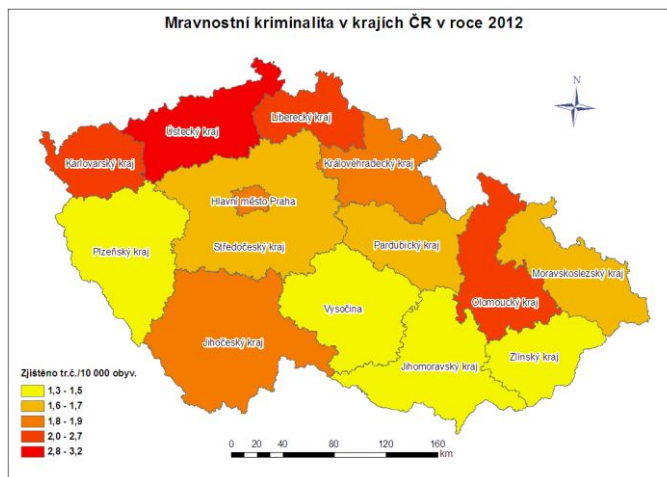 Mravnostní kriminalita v krajích ČR v roce 2012
N
Ústecký kraj
Liberecký kraj
Karlovarský kraj
Královéhradecký kraj
Hlavní město Praha
Plzeňský kraj
Středočeský kraj
Pardubický kraj
Moravskoslezský kraj
Olomoucký kraj
Vysočina
Jihočeský kraj
Jihomoravský kraj
Zlínský kraj
Zjištěno tr.č./10 000 obyv.
1,3 - 1,5
1,6 - 1,7
1,8 - 1,9
2,0 - 2,7
2,8 - 3,2
0 20 40 80 120 160
km